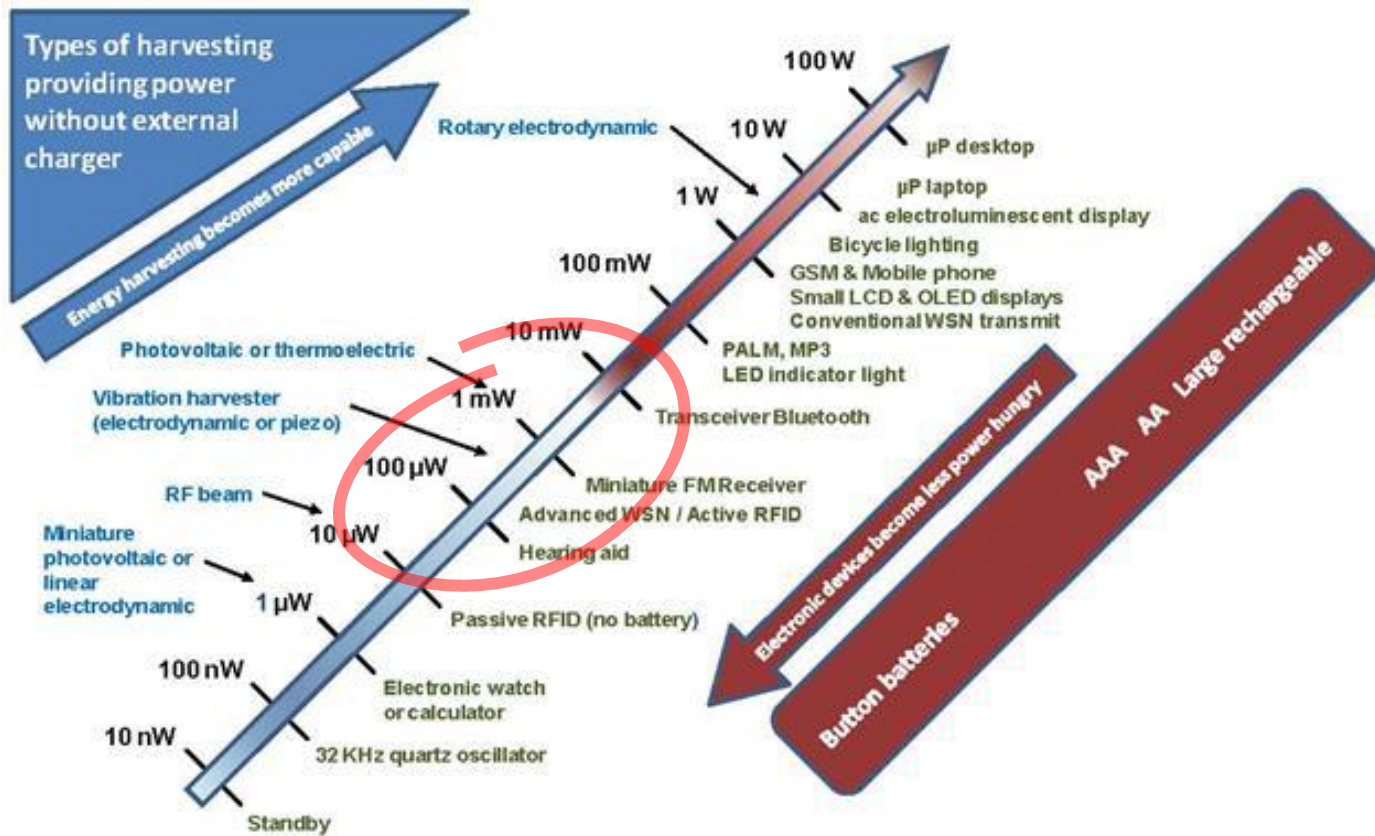 Types of harvesting
providing power
without external
charger
Energy harvesting becomes more capable
100 W
Rotary electrodynamic
10 W
1 W
100 mW
10 mW
Photovoltaic or thermoelectric
1 mW
Vibration harvester
(electrodynamic or piezo)
100 µW
RF beam
10 µW
Miniature
photovoltaic or
linear
electrodynamic
1 µW
100 nW
10 nW
µP desktop
µP laptop
ac electroluminescent display
Bicycle lighting
GSM & Mobile phone
Small LCD & OLED displays
Conventional WSN transmit
PALM, MP3
LED indicator light
Transceiver Bluetooth
Miniature FM Receiver
Advanced WSN / Active RFID
Hearing aid
Passive RFID (no battery)
Electronic watch
or calculator
32 KHz quartz oscillator
Standby
Electronic devices become less power hungry
Button batteries AAA AA Large rechargeable